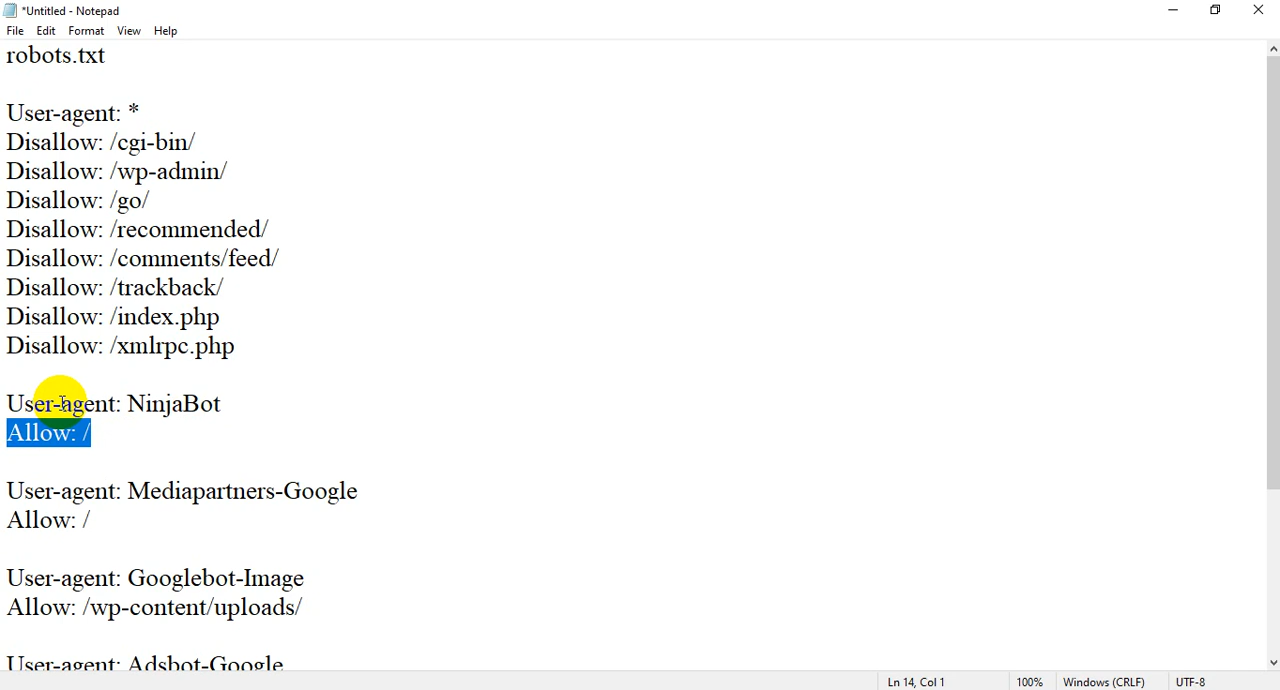 *Untitled - Notepad
File Edit Format View Help
robots.txt
User-agent: *
Disallow: /cgi-bin/
Disallow: /wp-admin/
Disallow: /go/
Disallow: /recommended/
Disallow: /comments/feed/
Disallow: /trackback/
Disallow: /index.php
Disallow: /xmlrpc.php
User-agent: NinjaBot
Allow: /
User-agent: Mediapartners-Google
Allow: /
User-agent: Googlebot-Image
Allow: /wp-content/uploads/
User-agent: Adsbot-Google
Ln 14, Col 1 100% Windows (CRLF) UTF-8